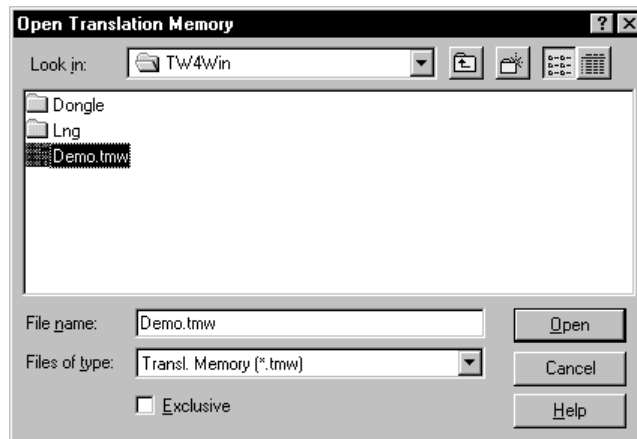 Open Translation Memory
Look in: TW4Win
Dongle
Lng
Demo.tmw
File name: Demo.tmw Open
Files of type: Transl. Memory (*.tmw) Cancel
Exclusive Help